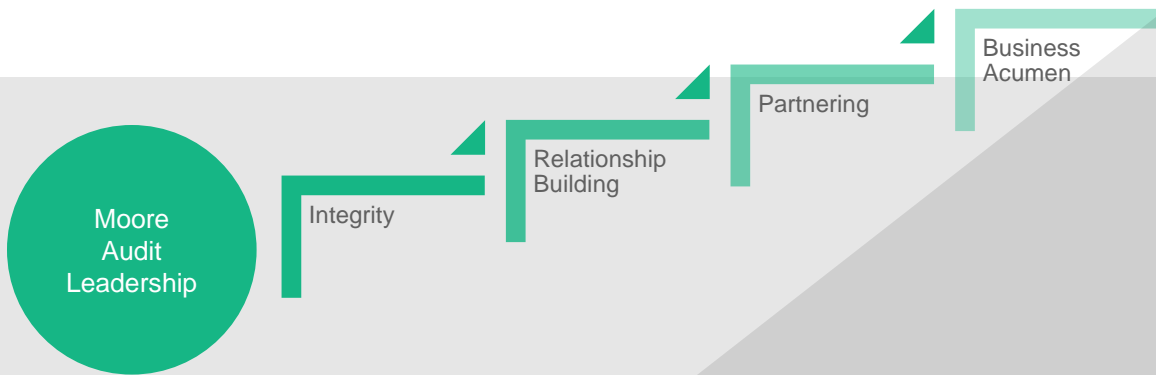 Moore
Audit
Leadership
Integrity
Relationship
Building
Partnering
Business
Acumen